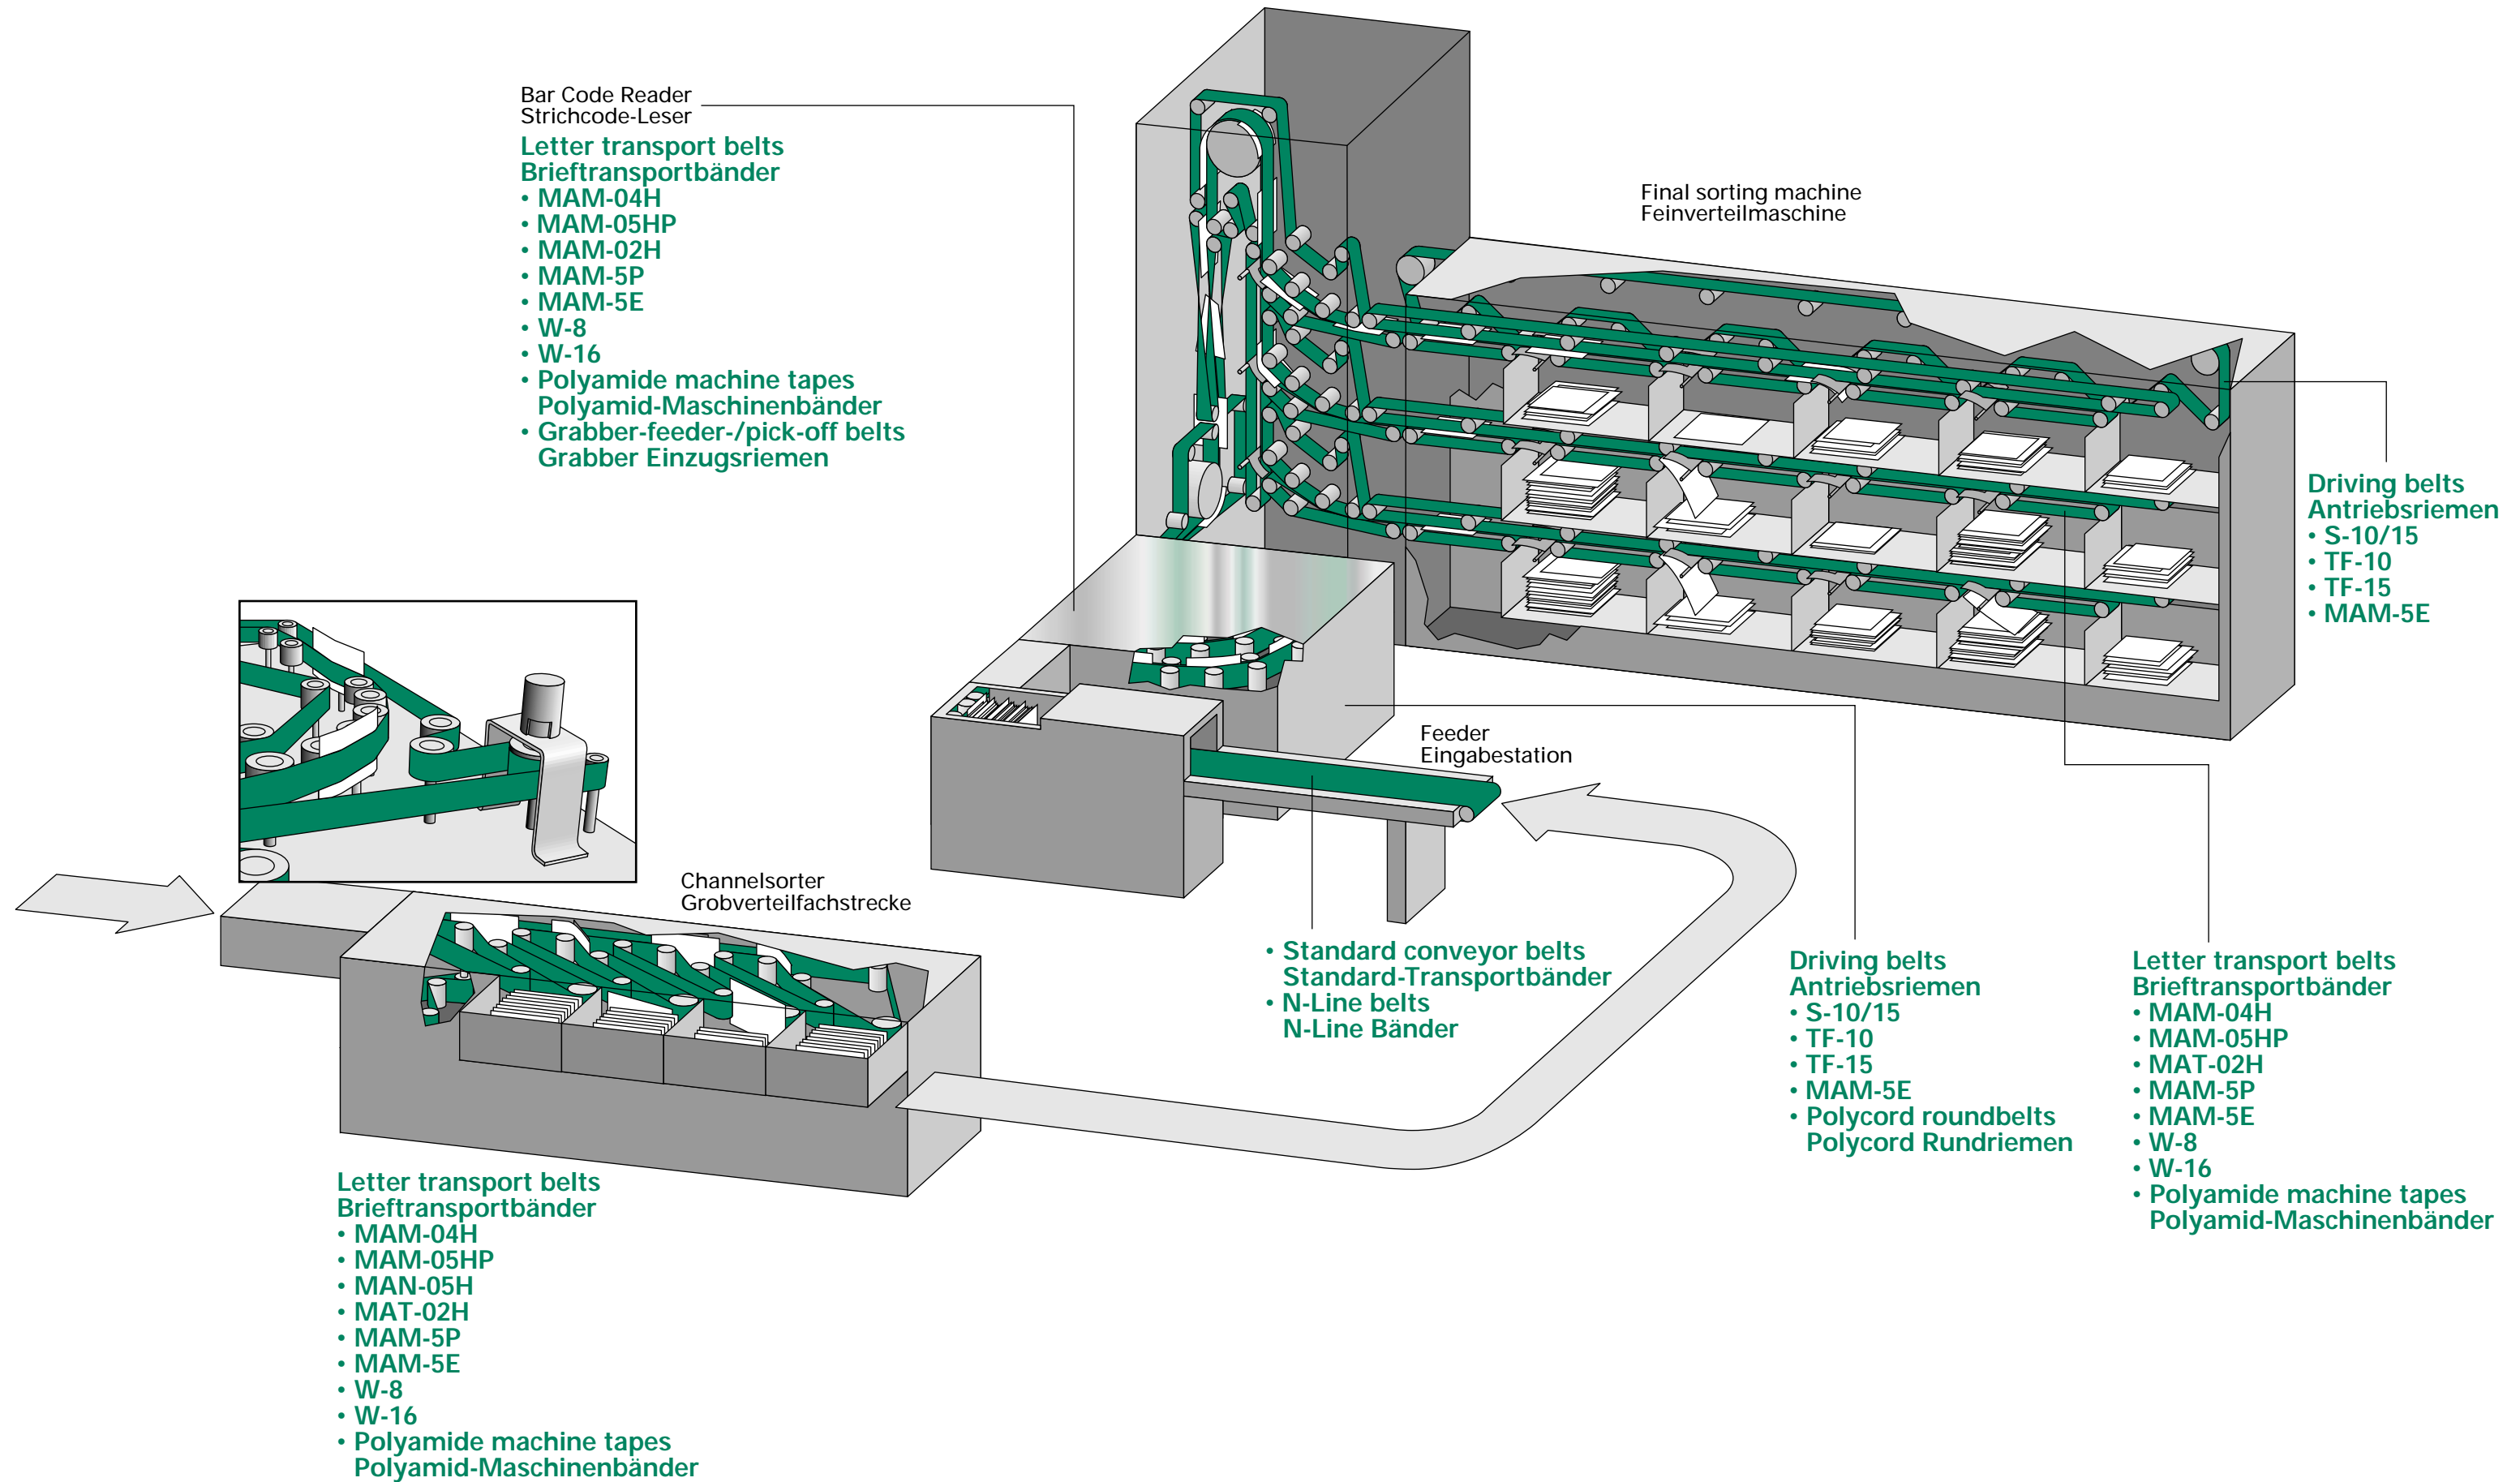 Bar Code Reader
Strichcode-Leser
Letter transport belts
Brieftransportbänder
• MAM-04H
• MAM-05HP
• MAM-02H
• MAM-5P
• MAM-5E
• W-8
• W-16
• Polyamide machine tapes
Polyamid-Maschinenbänder
• Grabber-feeder-/pick-off belts
Grabber Einzugsriemen
Final sorting machine
Feinverteilmaschine
Driving belts
Antriebsriemen
• S-10/15
• TF-10
• TF-15
• MAM-5E
Feeder
Eingabestation
Channelsorter
Grobverteilfachstrecke
• Standard conveyor belts
Standard-Transportbänder
• N-Line belts
N-Line Bänder
Driving belts
Antriebsriemen
• S-10/15
• TF-10
• TF-15
• MAM-5E
• Polycord roundbelts
Polycord Rundriemen
Letter transport belts
Brieftransportbänder
• MAM-04H
• MAM-05HP
• MAT-02H
• MAM-5P
• MAM-5E
• W-8
• W-16
• Polyamide machine tapes
Polyamid-Maschinenbänder
Letter transport belts
Brieftransportbänder
• MAM-04H
• MAM-05HP
• MAN-05H
• MAT-02H
• MAM-5P
• MAM-5E
• W-8
• W-16
• Polyamide machine tapes
Polyamid-Maschinenbänder